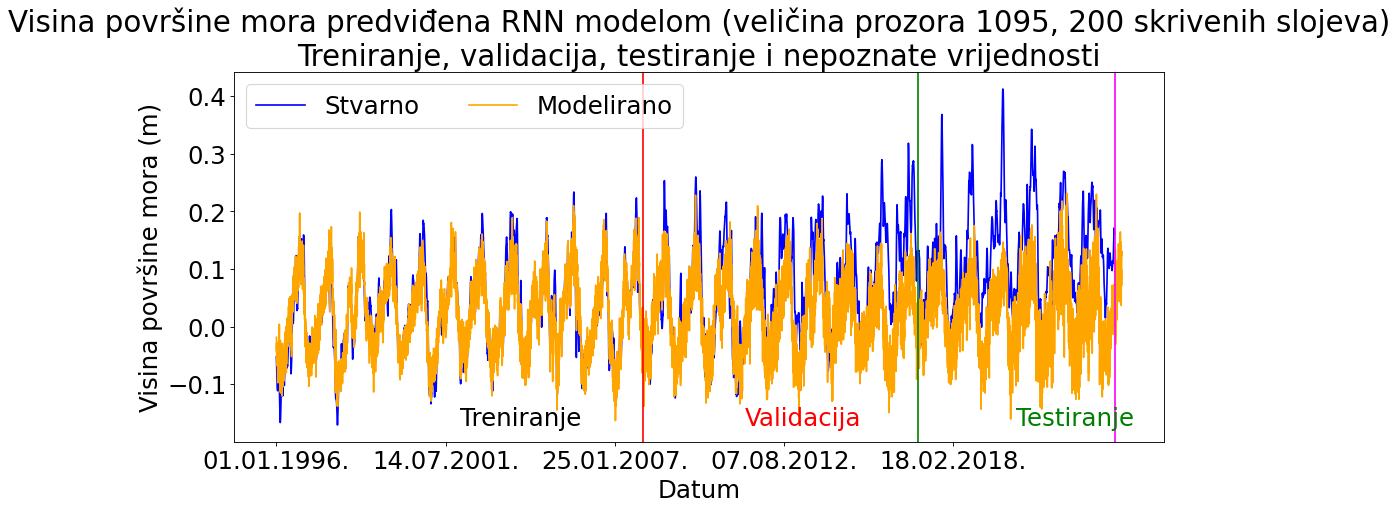 Visina površine mora predviđena RNN modelom (veličina prozora 1095, 200 skrivenih slojeva)
Treniranje, validacija, testiranje i nepoznate vrijednosti
Stvarno
Modelirano
Visina površine mora (m)
0.4
0.3
0.2
0.1
0.0
−0.1
Treniranje
Validacija
Testiranje
01.01.1996.
14.07.2001.
25.01.2007.
07.08.2012.
18.02.2018.
Datum